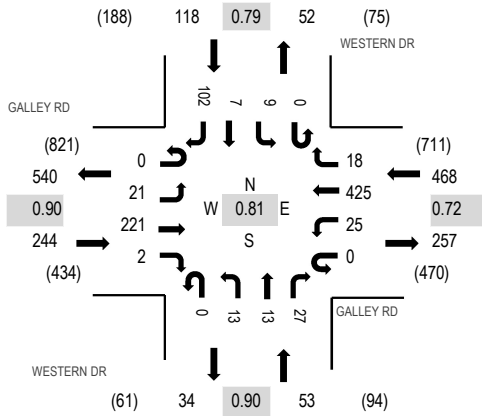 (188) 118 0.79 52 (75)
WESTERN DR
GALLEY RD
102 7 9 0
(821) (711)
540 0 18 468
0.90 21 425 0.72
N
W 0.81 E
S
244 221 25 257
2 0
(434) (470)
0 13 13 27
GALLEY RD
WESTERN DR
(61) 34 0.90 53 (94)